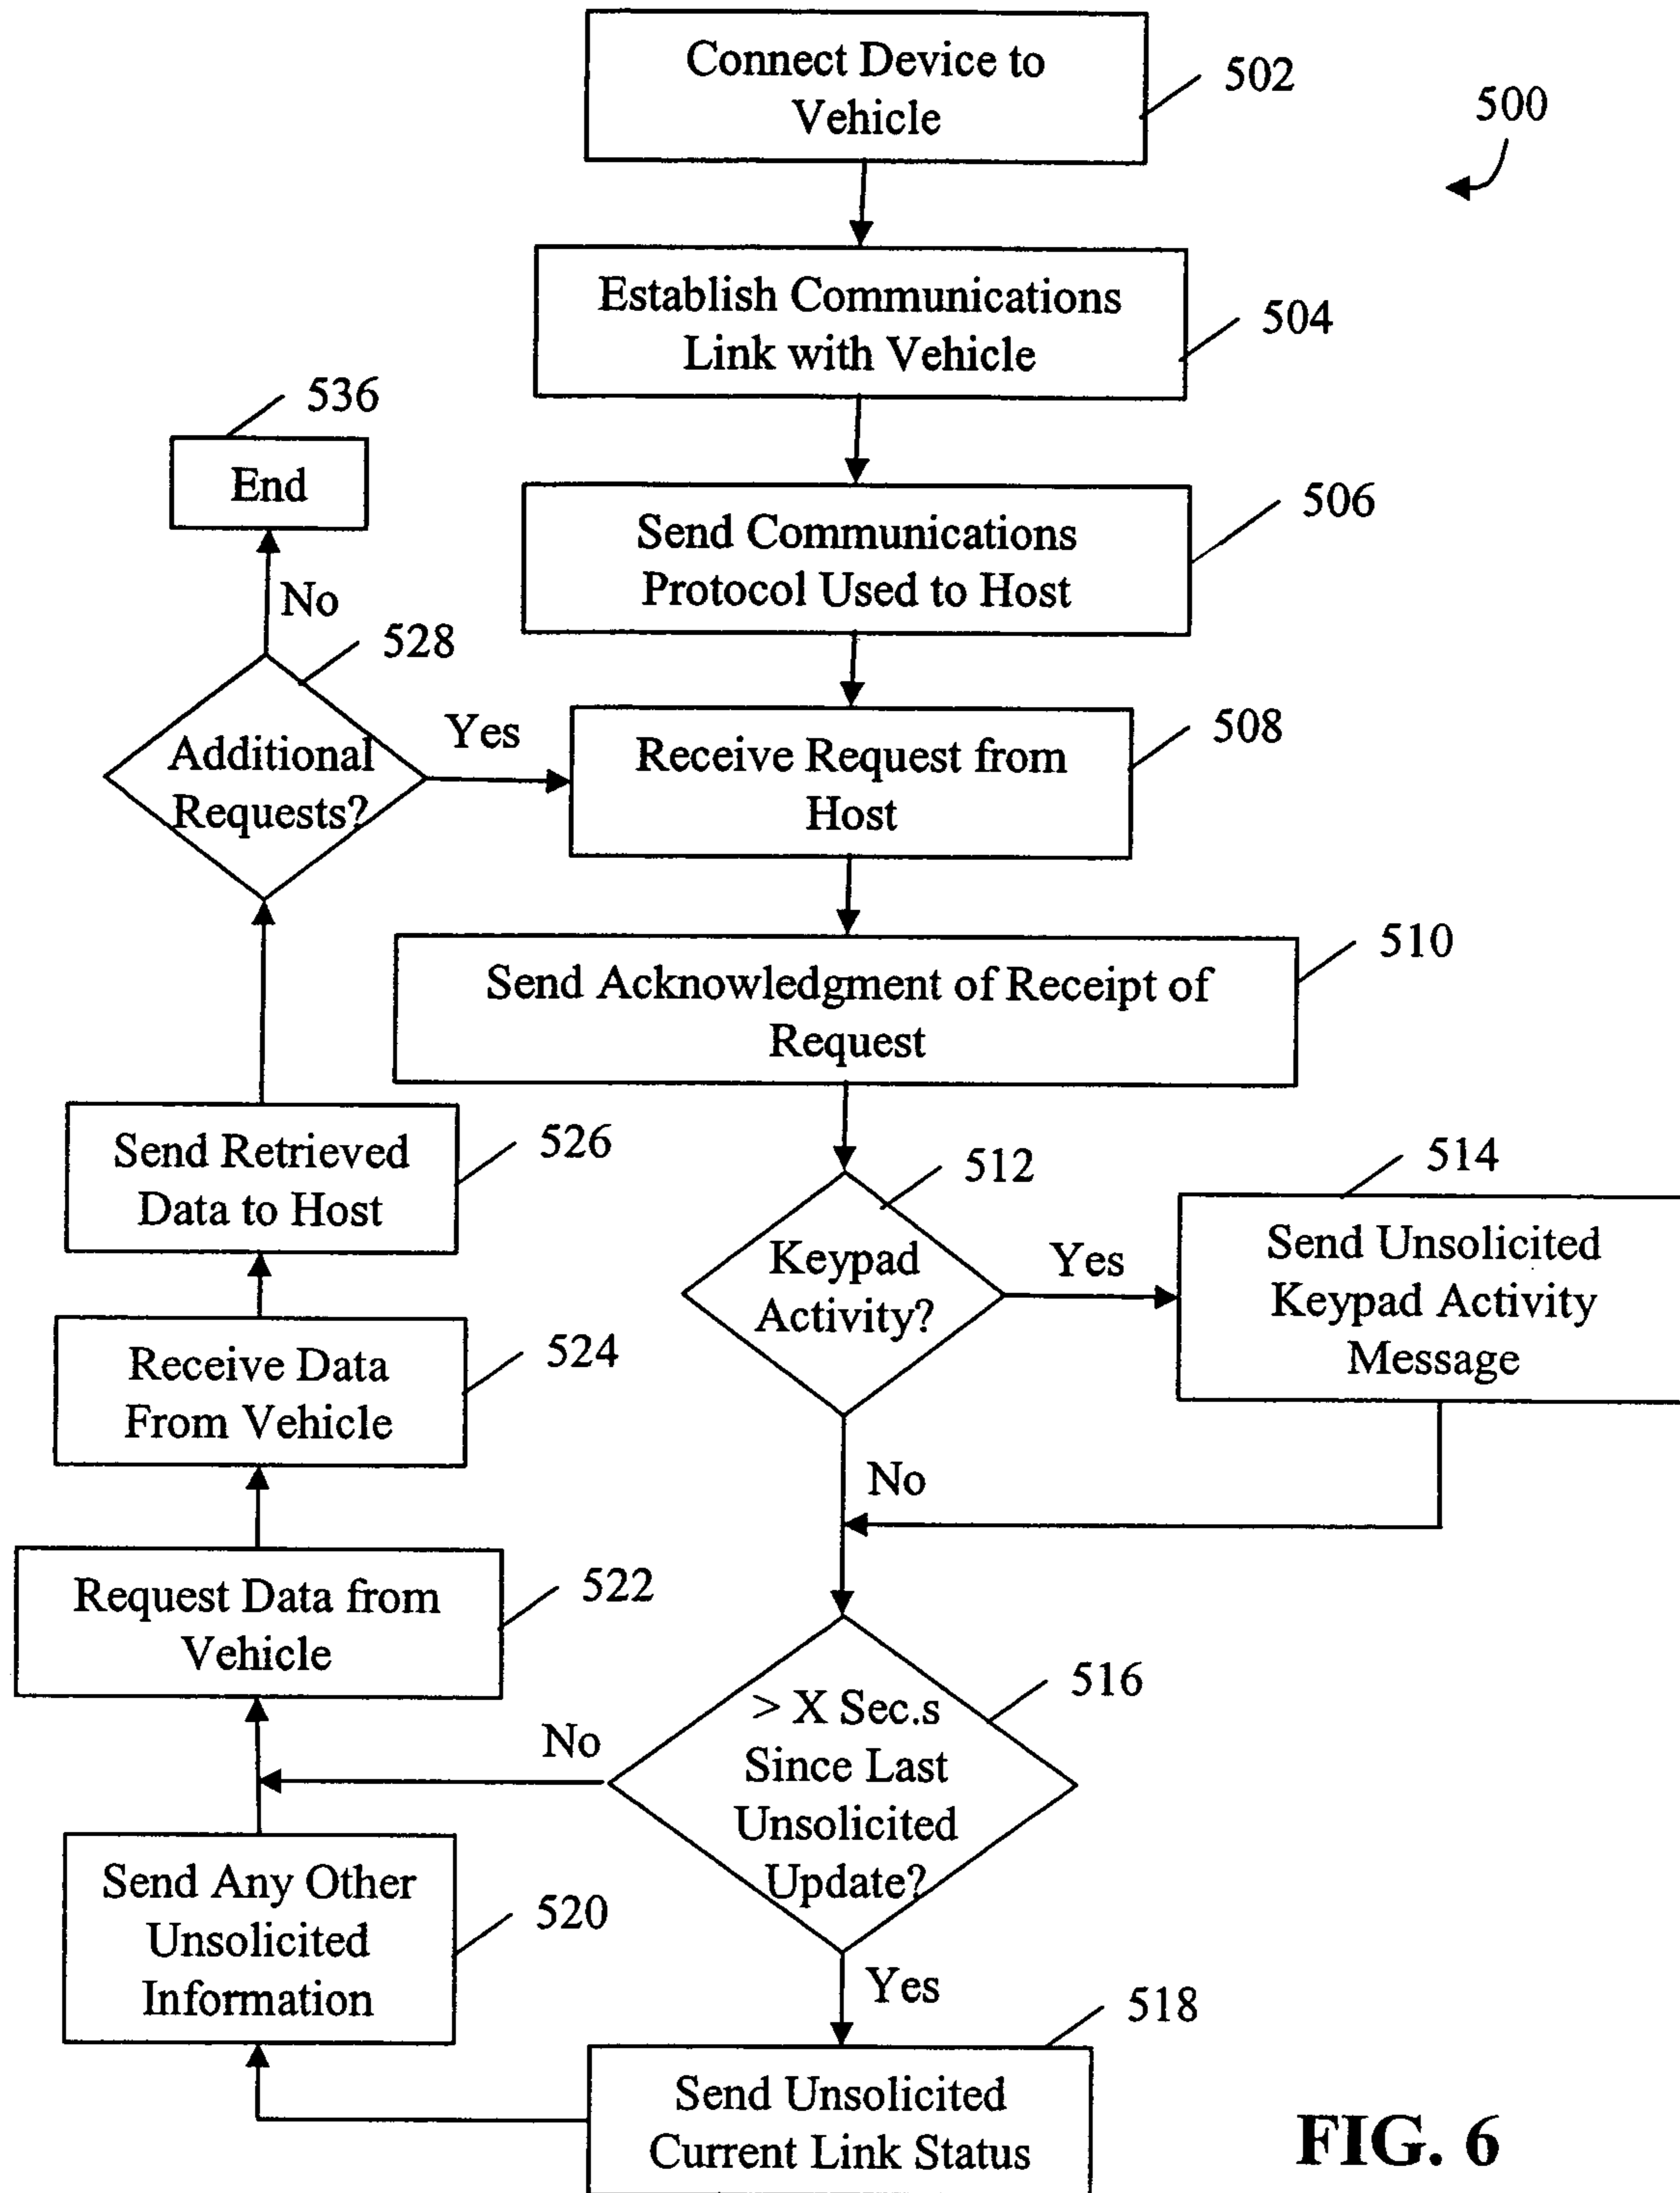 Connect Device to
Vehicle
502
500
Establish Communications
Link with Vehicle
504
536
End
Send Communications
Protocol Used to Host
506
No
528
Additional
Requests?
Yes
Receive Request from
Host
508
Send Acknowledgment of Receipt of
Request
510
Send Retrieved
Data to Host
526
512
Keypad
Activity?
Yes
514
Send Unsolicited
Keypad Activity
Message
Receive Data
From Vehicle
524
No
Request Data from
Vehicle
522
516
> X Sec.s
Since Last
Unsolicited
Update?
No
Send Any Other
Unsolicited
Information
520
Yes
518
Send Unsolicited
Current Link Status
FIG. 6